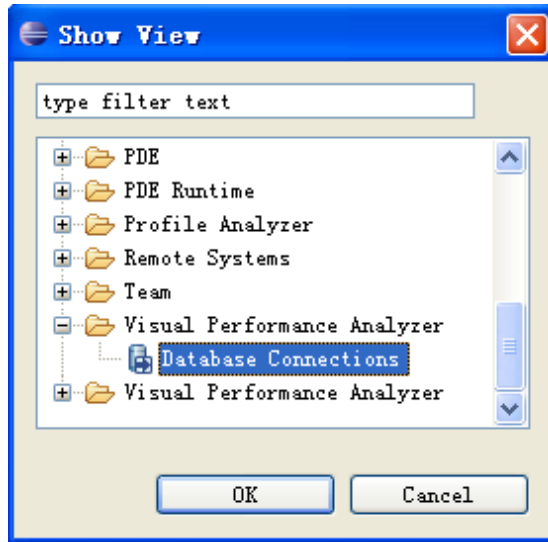 Show View
type filter text
PDE
PDE Runtime
Profile Analyzer
Remote Systems
Team
Visual Performance Analyzer
Database Connections
Visual Performance Analyzer
OK Cancel